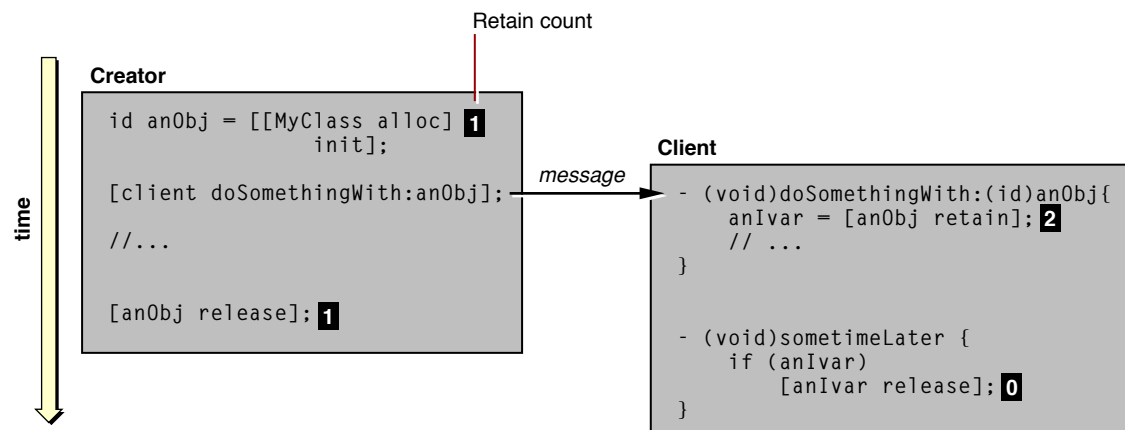 Retain count
time
Creator
id anObj = [[MyClass alloc] 1
init];
[client doSomethingWith:anObj];
//...
[anObj release]; 1
message
Client
- (void)doSomethingWith:(id)anObj{
anIvar = [anObj retain]; 2
// ...
}
- (void)sometimeLater {
if (anIvar)
[anIvar release]; 0
}